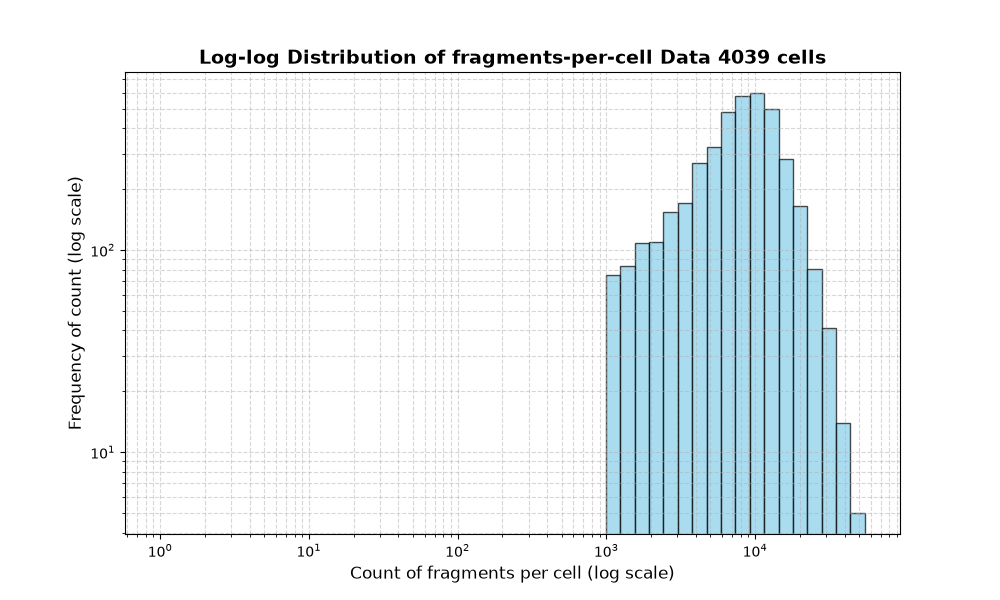 Log-log Distribution of fragments-per-cell Data 4039 cells
Frequency of count (log scale)
10²
10¹
10⁰ 10¹ 10² 10³ 10⁴
Count of fragments per cell (log scale)